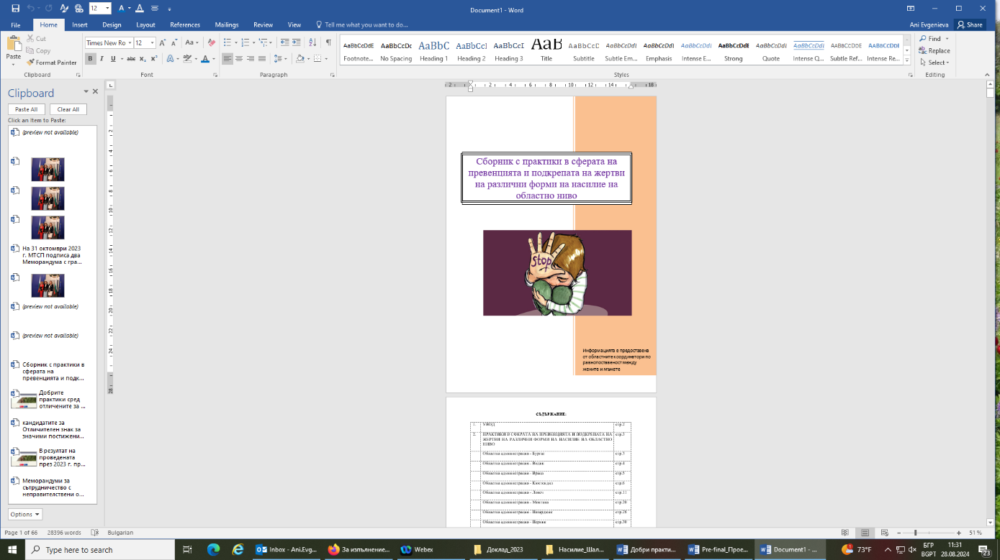 12
Document1 - Word
File Home Insert Design Layout References Mailings Review View Tell me what you want to do...
Ani Evgenieva Share
Paste
Cut
Copy
Format Painter
Clipboard
Times New Ro 12
Font
Paragraph
AaBbCcDdE AaBbCcDc AaBbC AaBbCcl AaBbCcI AaB AaBbCcC AaBbCcDdI AaBbCcDdI AaBbCcDdI AaBbCcDdE AaBbCcDdI AaBbCcDdI AABBCCDDE AABBCCDDE
Footnote... No Spacing Heading 1 Heading 2 Heading 3 Title Subtitle Subtle Em... Emphasis Intense E... Strong Quote Intense Q... Subtle Ref... Intense Re...
Styles
Find
Replace
Select
Editing
Clipboard
Paste All Clear All
Click an Item to Paste:
(preview not available)
На 31 октомври 2023
г. МТСП подписа два
Меморандума с гра...
(preview not available)
(preview not available)
Сборник с практики в
сферата на
превенцията и подк...
Добрите
практики сред
отличените за ...
кандидатите за
Отличителен знак за
значими постижени...
В резултат на
проведената
през 2023 г. пр...
Меморандуми за
сътрудничество с
неправителствени о...
Options
Сборник с практики в сферата на
превенцията и подкрепата на жертви
на различни форми на насилие на
областно ниво
Stop
Информацията е предоставена
от областните координатори по
равнопоставеност между
жените и мъжете
СЪДЪРЖАНИЕ:
1. УВОД стр.2
2. ПРАКТИКИ В СФЕРАТА НА ПРЕВЕНЦИЯТА И ПОДКРЕПАТА НА
ЖЕРТВИ НА РАЗЛИЧНИ ФОРМИ НА НАСИЛИЕ НА ОБЛАСТНО
НИВО стр.3
Областна администрация - Бургас стр.3
Областна администрация - Видин стр.4
Областна администрация - Враца стр.5
Областна администрация - Кюстендил стр.6
Областна администрация - Ловеч стр.11
Областна администрация - Монтана стр.20
Областна администрация - Пазарджик стр.28
Областна администрация - Перник стр.30
Page 1 of 66 28396 words Bulgarian
51 %
Type here to search
Inbox - Ani.Evg...
За изпълнение...
Webex
Доклад_2023
Насилие_Шал...
Добри практи...
Pre-final_Прое...
Document1 - ...
73°F
БГР
BGPT
11:31
28.08.2024
23